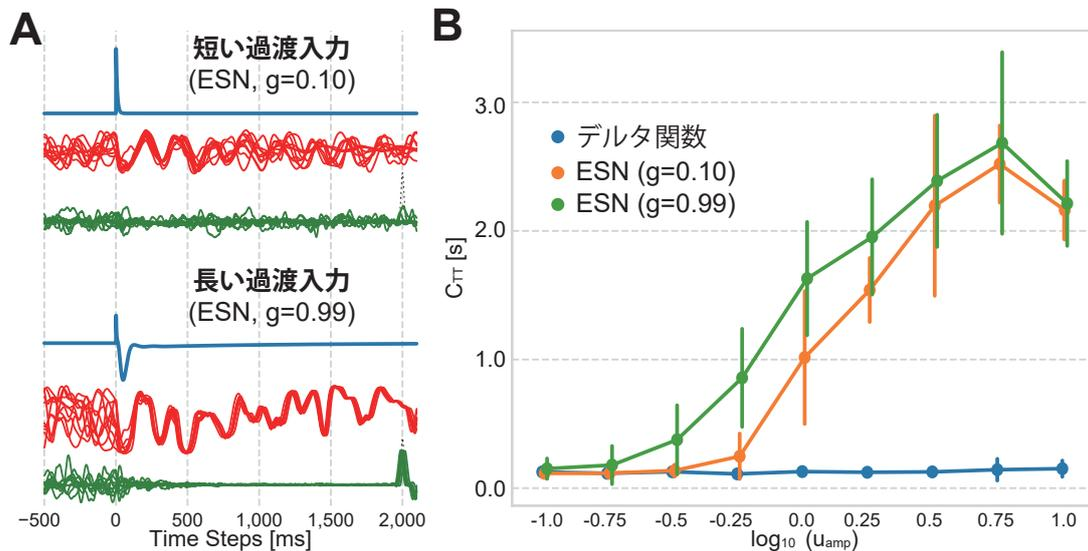 A
短い過渡入力
(ESN, g=0.10)
長い過渡入力
(ESN, g=0.99)
−500 0 500 1,000 1,500 2,000
Time Steps [ms]
B
3.0
2.0
1.0
0.0
C_TT [s]
デルタ関数
ESN (g=0.10)
ESN (g=0.99)
-1.0 -0.75 -0.5 -0.25 0.0 0.25 0.5 0.75 1.0
log₁₀ (u_amp)